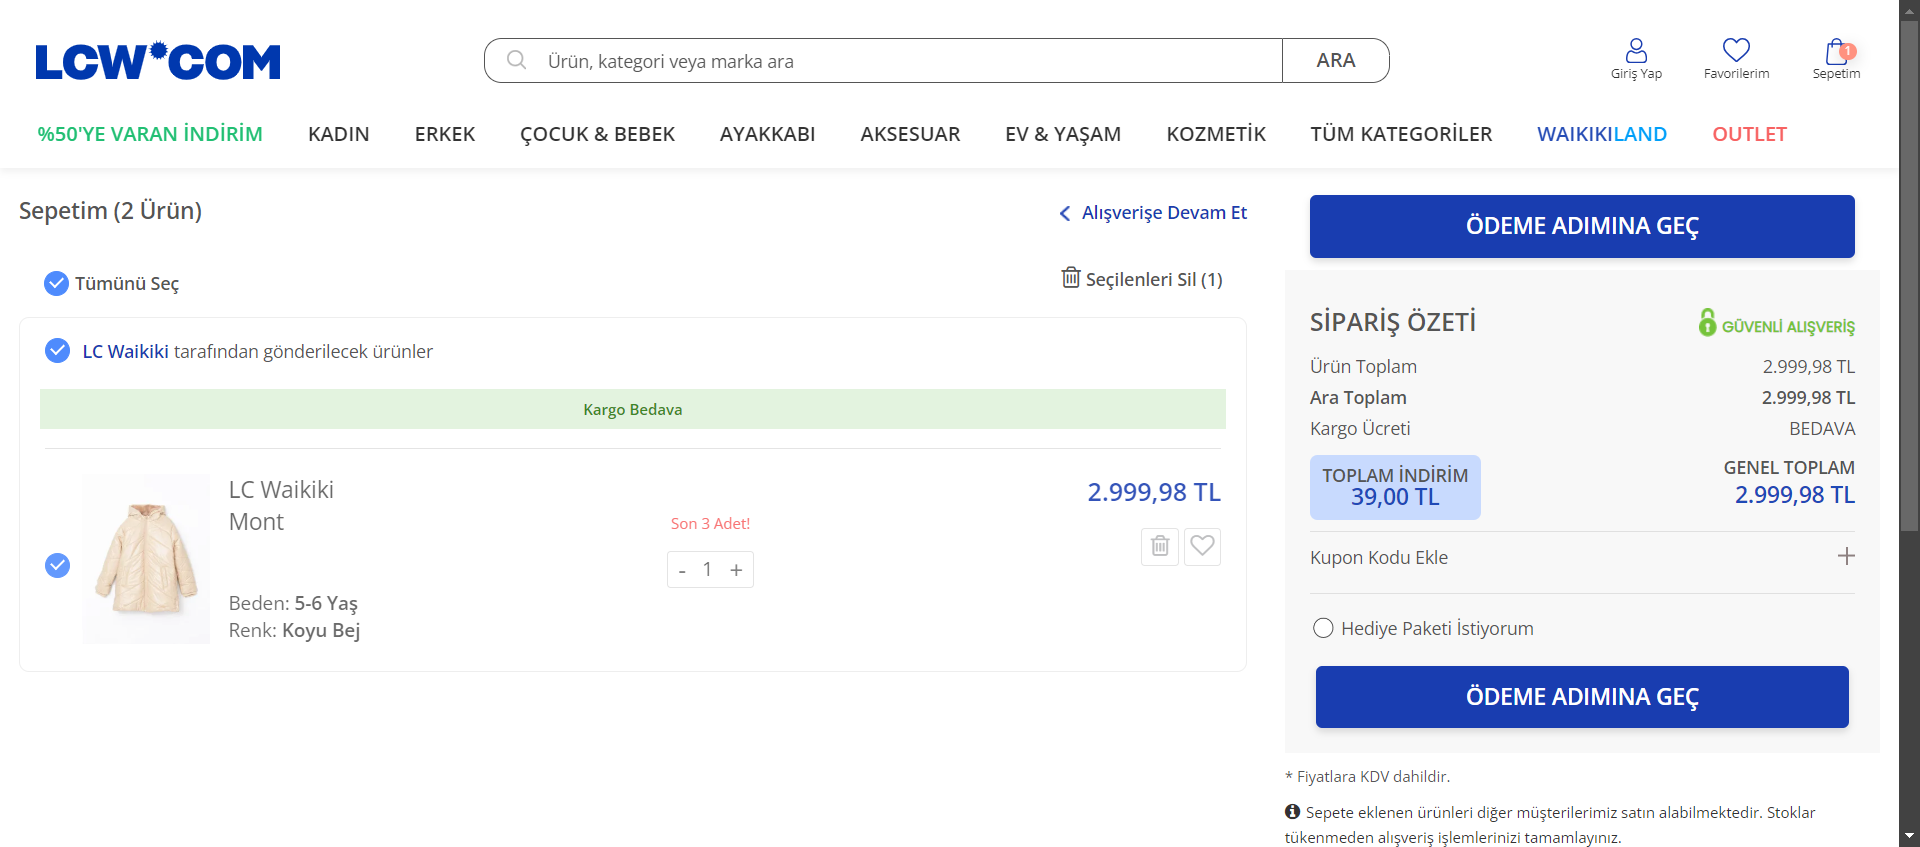 LCW COM
Ürün, kategori veya marka ara
ARA
Giriş Yap
Favorilerim
1
Sepetim
%50'YE VARAN İNDİRİM
KADIN
ERKEK
ÇOCUK & BEBEK
AYAKKABI
AKSESUAR
EV & YAŞAM
KOZMETİK
TÜM KATEGORİLER
WAIKIKILAND
OUTLET
Sepetim (2 Ürün)
Alışverişe Devam Et
Tümünü Seç
Seçilenleri Sil (1)
LC Waikiki tarafından gönderilecek ürünler
Kargo Bedava
LC Waikiki
Mont
Beden: 5-6 Yaş
Renk: Koyu Bej
Son 3 Adet!
- 1 +
2.999,98 TL
ÖDEME ADIMINA GEÇ
SİPARİŞ ÖZETİ
GÜVENLİ ALIŞVERİŞ
Ürün Toplam 2.999,98 TL
Ara Toplam 2.999,98 TL
Kargo Ücreti BEDAVA
TOPLAM İNDİRİM
39,00 TL
GENEL TOPLAM
2.999,98 TL
Kupon Kodu Ekle +
Hediye Paketi İstiyorum
ÖDEME ADIMINA GEÇ
* Fiyatlara KDV dahildir.
Sepete eklenen ürünleri diğer müşterilerimiz satın alabilmektedir. Stoklar
tükenmeden alışveriş işlemlerinizi tamamlayınız.